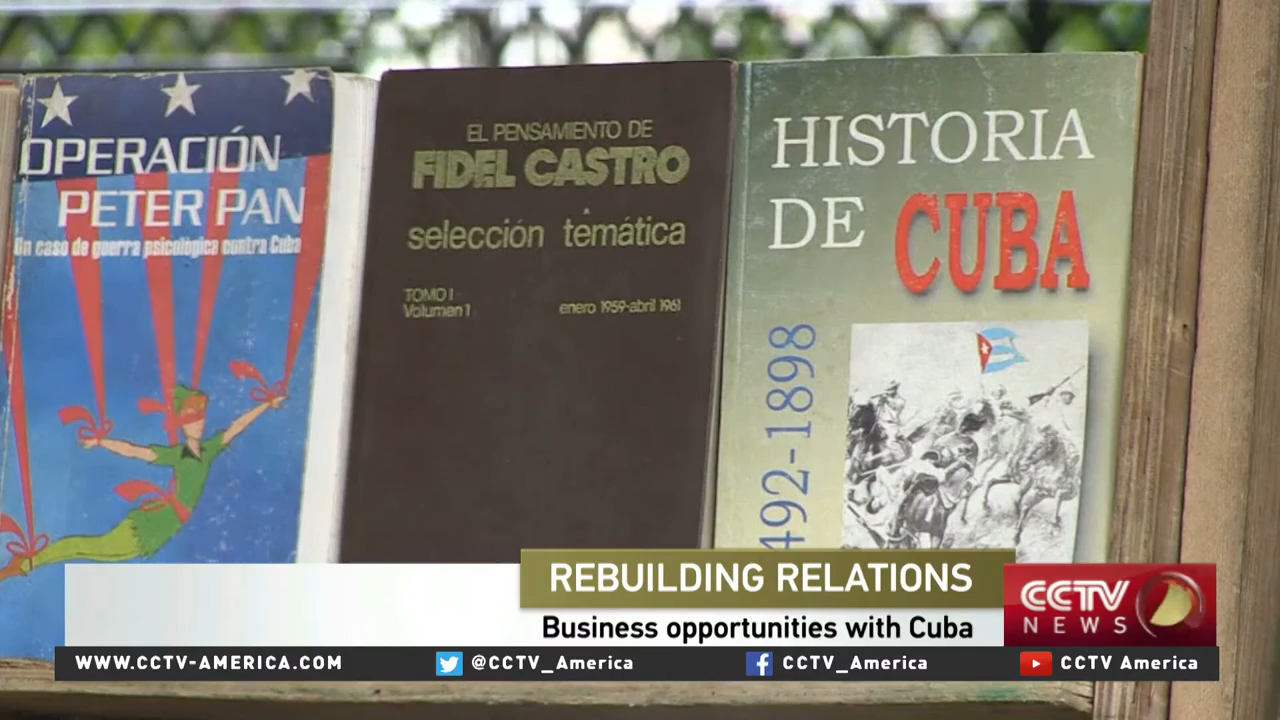 OPERACIÓN
PETER PAN
Un caso de guerra psicológica contra Cuba
EL PENSAMIENTO DE
FIDEL CASTRO
selección temática
TOMO I
Volumen 1
enero 1959-abril 1961
HISTORIA
DE CUBA
492-1898
REBUILDING RELATIONS
Business opportunities with Cuba
CCTV
NEWS
WWW.CCTV-AMERICA.COM
@CCTV_America
CCTV_America
CCTV America